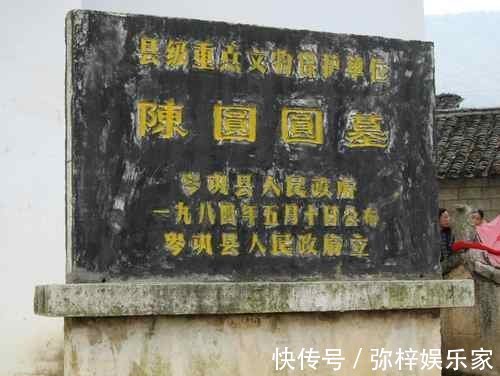 县级重点文物保护单位
陳圓圓墓
岑巩县人民政府
一九八四年五月十日公布
岑巩县人民政府立
快传号／弥梓娱乐家